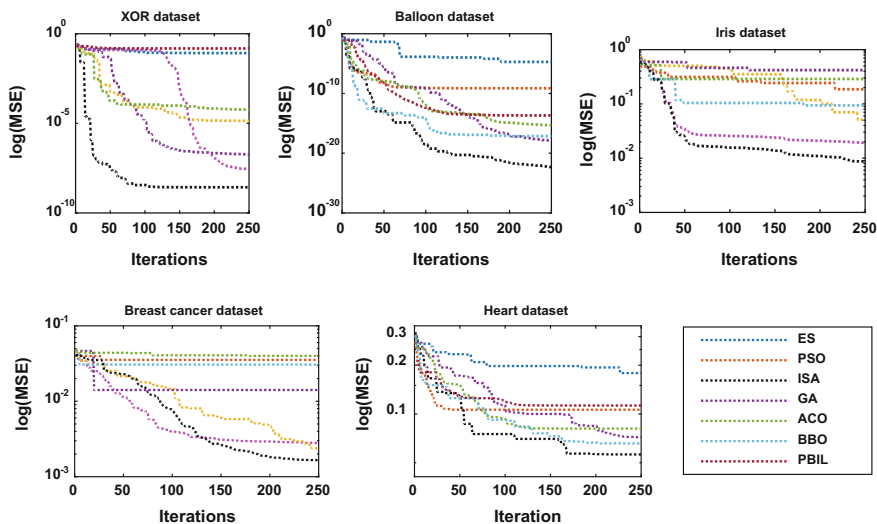 XOR dataset
10^0
10^-5
10^-10
log(MSE)
0 50 100 150 200 250
Iterations
Balloon dataset
10^0
10^-10
10^-20
10^-30
log(MSE)
0 50 100 150 200 250
Iterations
Iris dataset
10^0
10^-1
10^-2
10^-3
log(MSE)
0 50 100 150 200 250
Iterations
Breast cancer dataset
10^-1
10^-2
10^-3
log(MSE)
0 50 100 150 200 250
Iterations
Heart dataset
0.3
0.2
0.1
log(MSE)
0 50 100 150 200 250
Iteration
ES
PSO
ISA
GA
ACO
BBO
PBIL